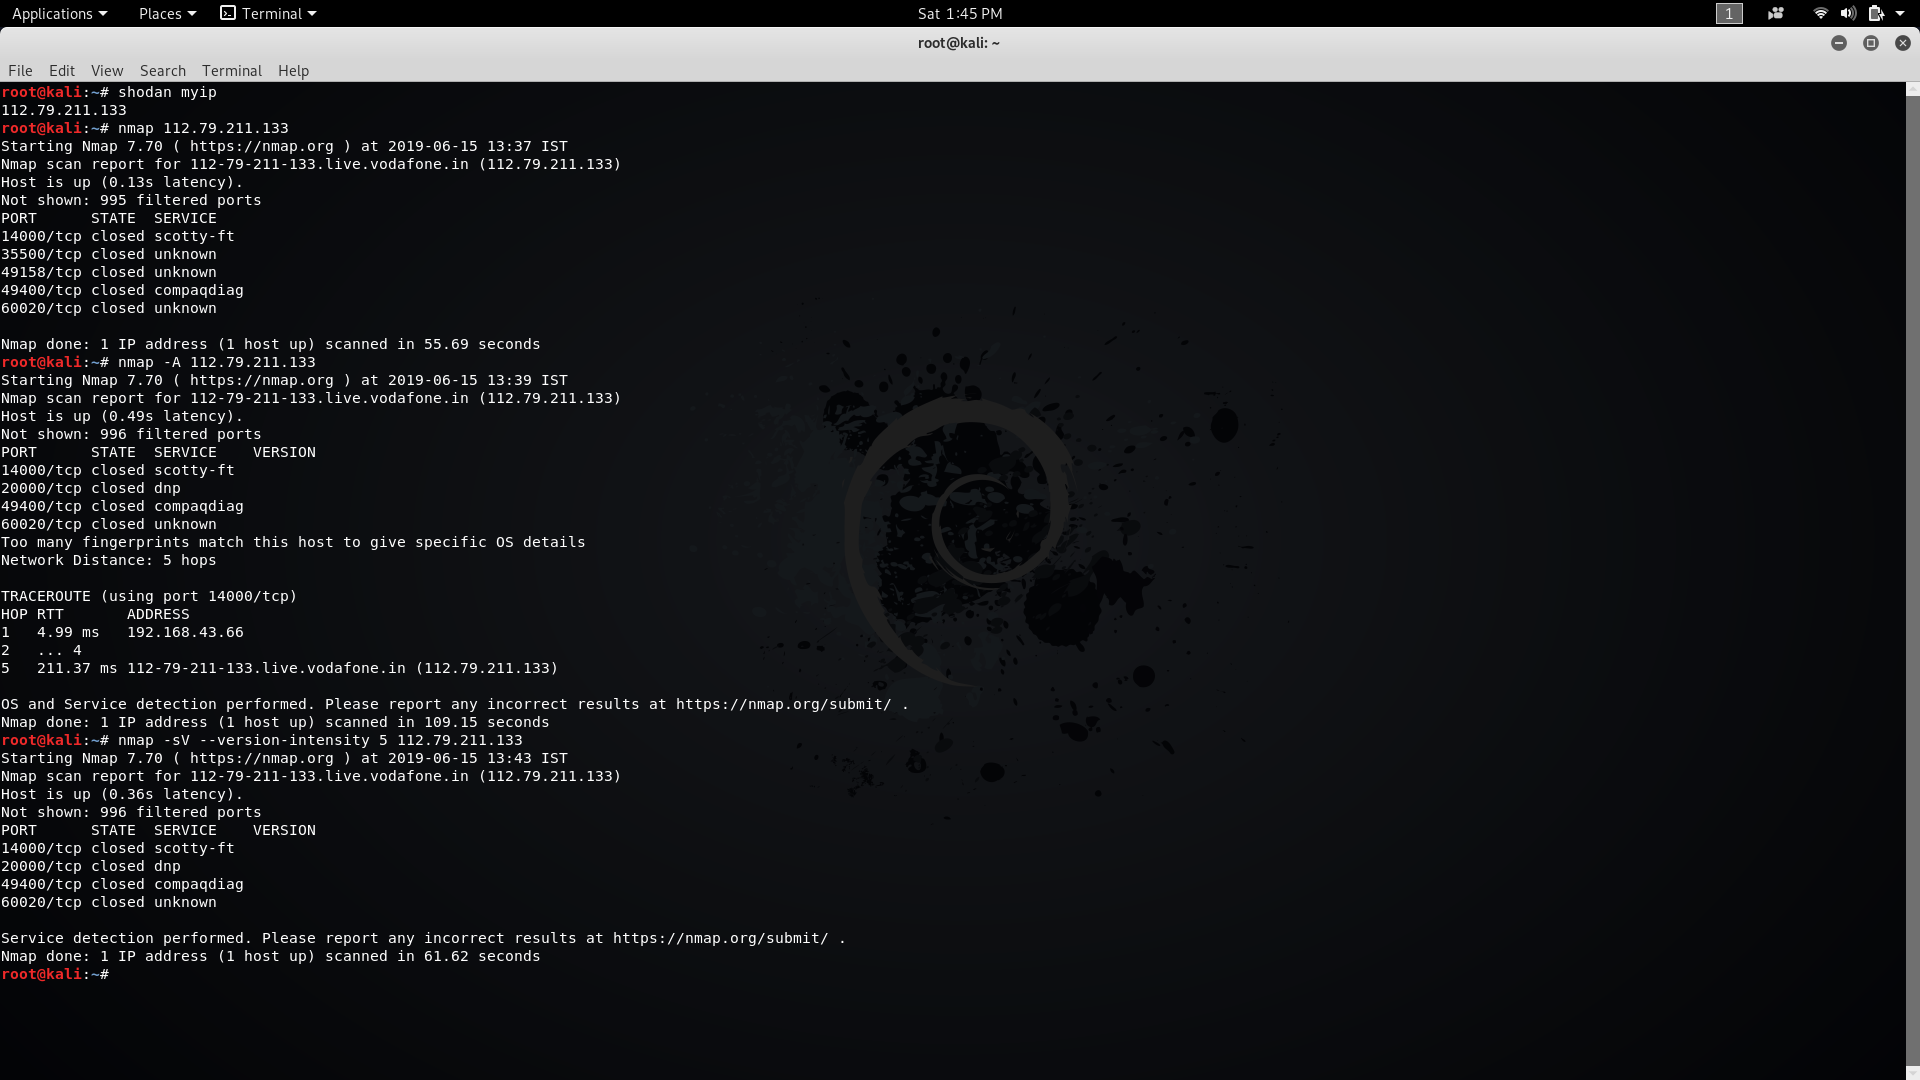 Applications Places Terminal Sat 1:45 PM 1
root@kali: ~
File Edit View Search Terminal Help
root@kali:~# shodan myip
112.79.211.133
root@kali:~# nmap 112.79.211.133
Starting Nmap 7.70 ( https://nmap.org ) at 2019-06-15 13:37 IST
Nmap scan report for 112-79-211-133.live.vodafone.in (112.79.211.133)
Host is up (0.13s latency).
Not shown: 995 filtered ports
PORT      STATE  SERVICE
14000/tcp closed scotty-ft
35500/tcp closed unknown
49158/tcp closed unknown
49400/tcp closed compaqdiag
60020/tcp closed unknown
Nmap done: 1 IP address (1 host up) scanned in 55.69 seconds
root@kali:~# nmap -A 112.79.211.133
Starting Nmap 7.70 ( https://nmap.org ) at 2019-06-15 13:39 IST
Nmap scan report for 112-79-211-133.live.vodafone.in (112.79.211.133)
Host is up (0.49s latency).
Not shown: 996 filtered ports
PORT      STATE  SERVICE    VERSION
14000/tcp closed scotty-ft
20000/tcp closed dnp
49400/tcp closed compaqdiag
60020/tcp closed unknown
Too many fingerprints match this host to give specific OS details
Network Distance: 5 hops
TRACEROUTE (using port 14000/tcp)
HOP RTT       ADDRESS
1   4.99 ms   192.168.43.66
2   ... 4
5   211.37 ms 112-79-211-133.live.vodafone.in (112.79.211.133)
OS and Service detection performed. Please report any incorrect results at https://nmap.org/submit/ .
Nmap done: 1 IP address (1 host up) scanned in 109.15 seconds
root@kali:~# nmap -sV --version-intensity 5 112.79.211.133
Starting Nmap 7.70 ( https://nmap.org ) at 2019-06-15 13:43 IST
Nmap scan report for 112-79-211-133.live.vodafone.in (112.79.211.133)
Host is up (0.36s latency).
Not shown: 996 filtered ports
PORT      STATE  SERVICE    VERSION
14000/tcp closed scotty-ft
20000/tcp closed dnp
49400/tcp closed compaqdiag
60020/tcp closed unknown
Service detection performed. Please report any incorrect results at https://nmap.org/submit/ .
Nmap done: 1 IP address (1 host up) scanned in 61.62 seconds
root@kali:~#